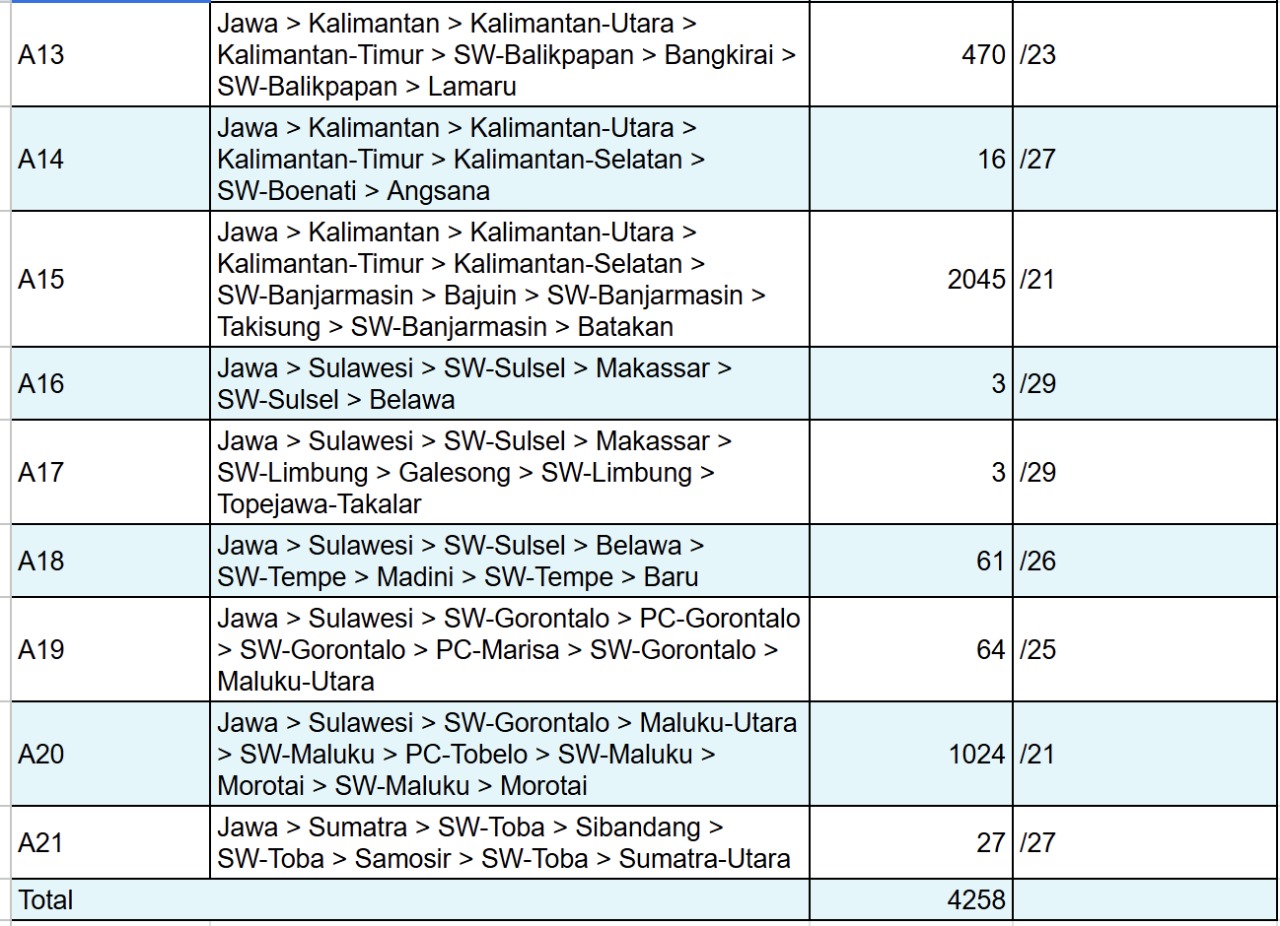 A13
Jawa > Kalimantan > Kalimantan-Utara >
Kalimantan-Timur > SW-Balikpapan > Bangkirai >
SW-Balikpapan > Lamaru
470
/23
A14
Jawa > Kalimantan > Kalimantan-Utara >
Kalimantan-Timur > Kalimantan-Selatan >
SW-Boenati > Angsana
16
/27
A15
Jawa > Kalimantan > Kalimantan-Utara >
Kalimantan-Timur > Kalimantan-Selatan >
SW-Banjarmasin > Bajuin > SW-Banjarmasin >
Takisung > SW-Banjarmasin > Batakan
2045
/21
A16
Jawa > Sulawesi > SW-Sulsel > Makassar >
SW-Sulsel > Belawa
3
/29
A17
Jawa > Sulawesi > SW-Sulsel > Makassar >
SW-Limbung > Galesong > SW-Limbung >
Topejawa-Takalar
3
/29
A18
Jawa > Sulawesi > SW-Sulsel > Belawa >
SW-Tempe > Madini > SW-Tempe > Baru
61
/26
A19
Jawa > Sulawesi > SW-Gorontalo > PC-Gorontalo
> SW-Gorontalo > PC-Marisa > SW-Gorontalo >
Maluku-Utara
64
/25
A20
Jawa > Sulawesi > SW-Gorontalo > Maluku-Utara
> SW-Maluku > PC-Tobelo > SW-Maluku >
Morotai > SW-Maluku > Morotai
1024
/21
A21
Jawa > Sumatra > SW-Toba > Sibandang >
SW-Toba > Samosir > SW-Toba > Sumatra-Utara
27
/27
Total
4258